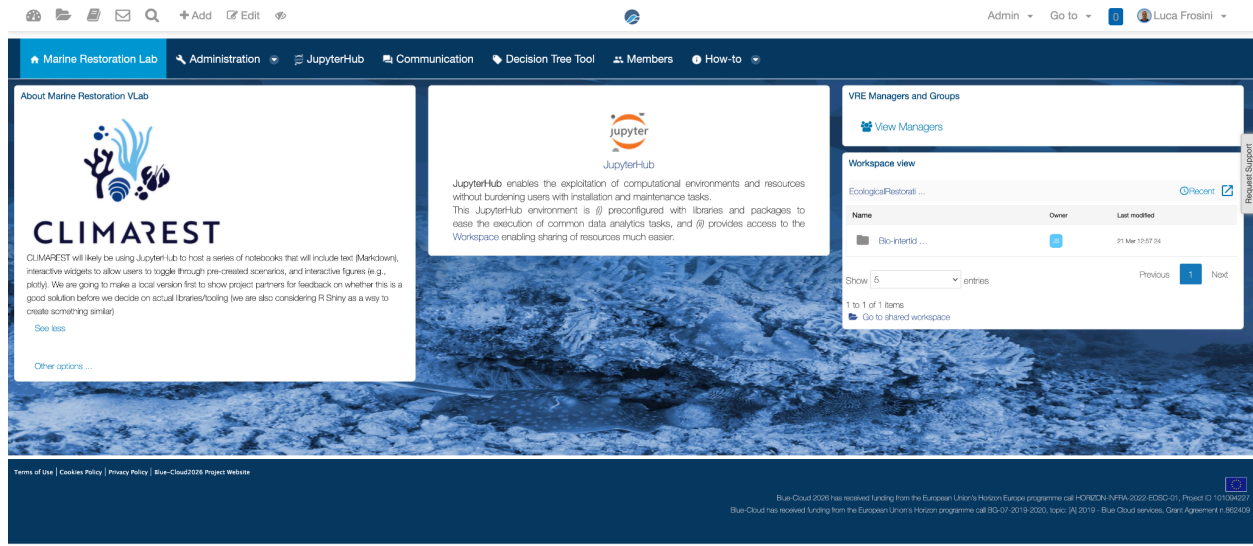 +Add Edit Admin Go to 0 Luca Frosini
Marine Restoration Lab Administration JupyterHub Communication Decision Tree Tool Members How-to
About Marine Restoration VLab
CLIMAREST
CLIMAREST will likely be using JupyterHub to host a series of notebooks that will include text (Markdown),
interactive widgets to allow users to toggle through pre-created scenarios, and interactive figures (e.g.,
plotly). We are going to make a local version first to show project partners for feedback on whether this is a
good solution before we decide on actual libraries/tooling (we are also considering R Shiny as a way to
create something similar)
See less
Other options ...
jupyter
JupyterHub
JupyterHub enables the exploitation of computational environments and resources
without burdening users with installation and maintenance tasks.
This JupyterHub environment is (i) preconfigured with libraries and packages to
ease the execution of common data analytics tasks, and (ii) provides access to the
Workspace enabling sharing of resources much easier.
VRE Managers and Groups
View Managers
Workspace view
EcologicalRestorati ... Recent
Name Owner Last modified
Bio-intertid ... JS 21 Mar 12:57 24
Show 5 entries Previous 1 Next
1 to 1 of 1 items
Go to shared workspace
Request Support
Terms of Use | Cookies Policy | Privacy Policy | Blue-Cloud2026 Project Website
Blue-Cloud 2026 has received funding from the European Union's Horizon Europe programme call HORIZON-INFRA-2022-EOSC-01, Project ID 101094227
Blue-Cloud has received funding from the European Union's Horizon programme call BG-07-2019-2020, topic: [A] 2019 - Blue Cloud services, Grant Agreement n.862409